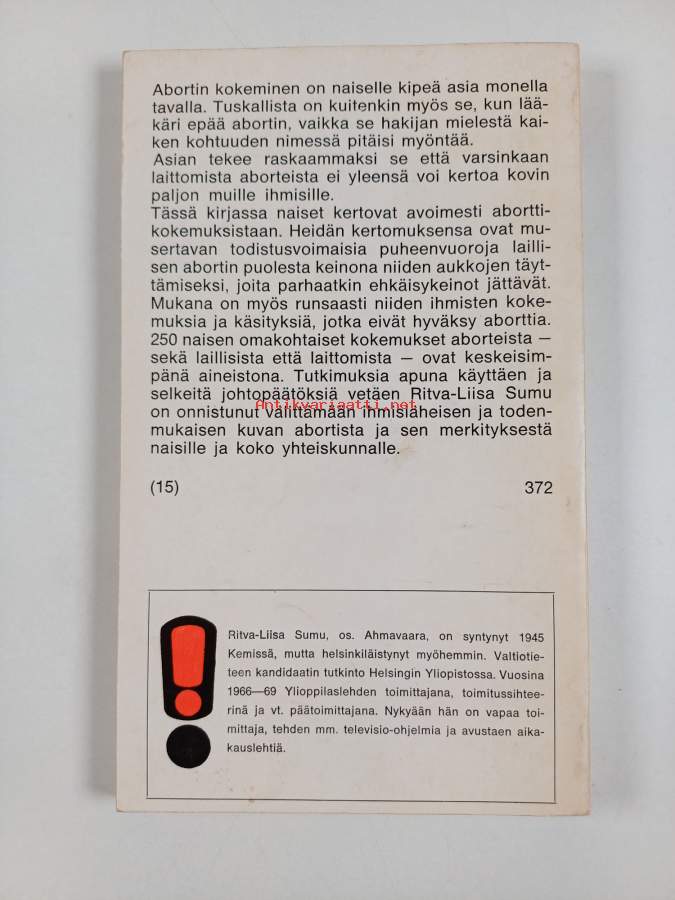 Abortin kokeminen on naiselle kipeä asia monella
tavalla. Tuskallista on kuitenkin myös se, kun lää-
käri epää abortin, vaikka se hakijan mielestä kai-
ken kohtuuden nimessä pitäisi myöntää.
Asian tekee raskaammaksi se että varsinkaan
laittomista aborteista ei yleensä voi kertoa kovin
paljon muille ihmisille.
Tässä kirjassa naiset kertovat avoimesti abortti-
kokemuksistaan. Heidän kertomuksensa ovat mu-
sertavan todistusvoimaisia puheenvuoroja lailli-
sen abortin puolesta keinona niiden aukkojen täyt-
tämiseksi, joita parhaatkin ehkäisykeinot jättävät.
Mukana on myös runsaasti niiden ihmisten koke-
muksia ja käsityksiä, jotka eivät hyväksy aborttia.
250 naisen omakohtaiset kokemukset aborteista —
sekä laillisista että laittomista — ovat keskeisim-
pänä aineistona. Tutkimuksia apuna käyttäen ja
selkeitä johtopäätöksiä vetäen Ritva-Liisa Sumu
Antikvariaatti.net
on onnistunut välittämään ihmisläheisen ja toden-
mukaisen kuvan abortista ja sen merkityksestä
naisille ja koko yhteiskunnalle.
(15) 372
Ritva-Liisa Sumu, os. Ahmavaara, on syntynyt 1945
Kemissä, mutta helsinkiläistynyt myöhemmin. Valtiotie-
teen kandidaatin tutkinto Helsingin Yliopistossa. Vuosina
1966—69 Ylioppilaslehden toimittajana, toimitussihtee-
rinä ja vt. päätoimittajana. Nykyään hän on vapaa toi-
mittaja, tehden mm. televisio-ohjelmia ja avustaen aika-
kauslehtiä.